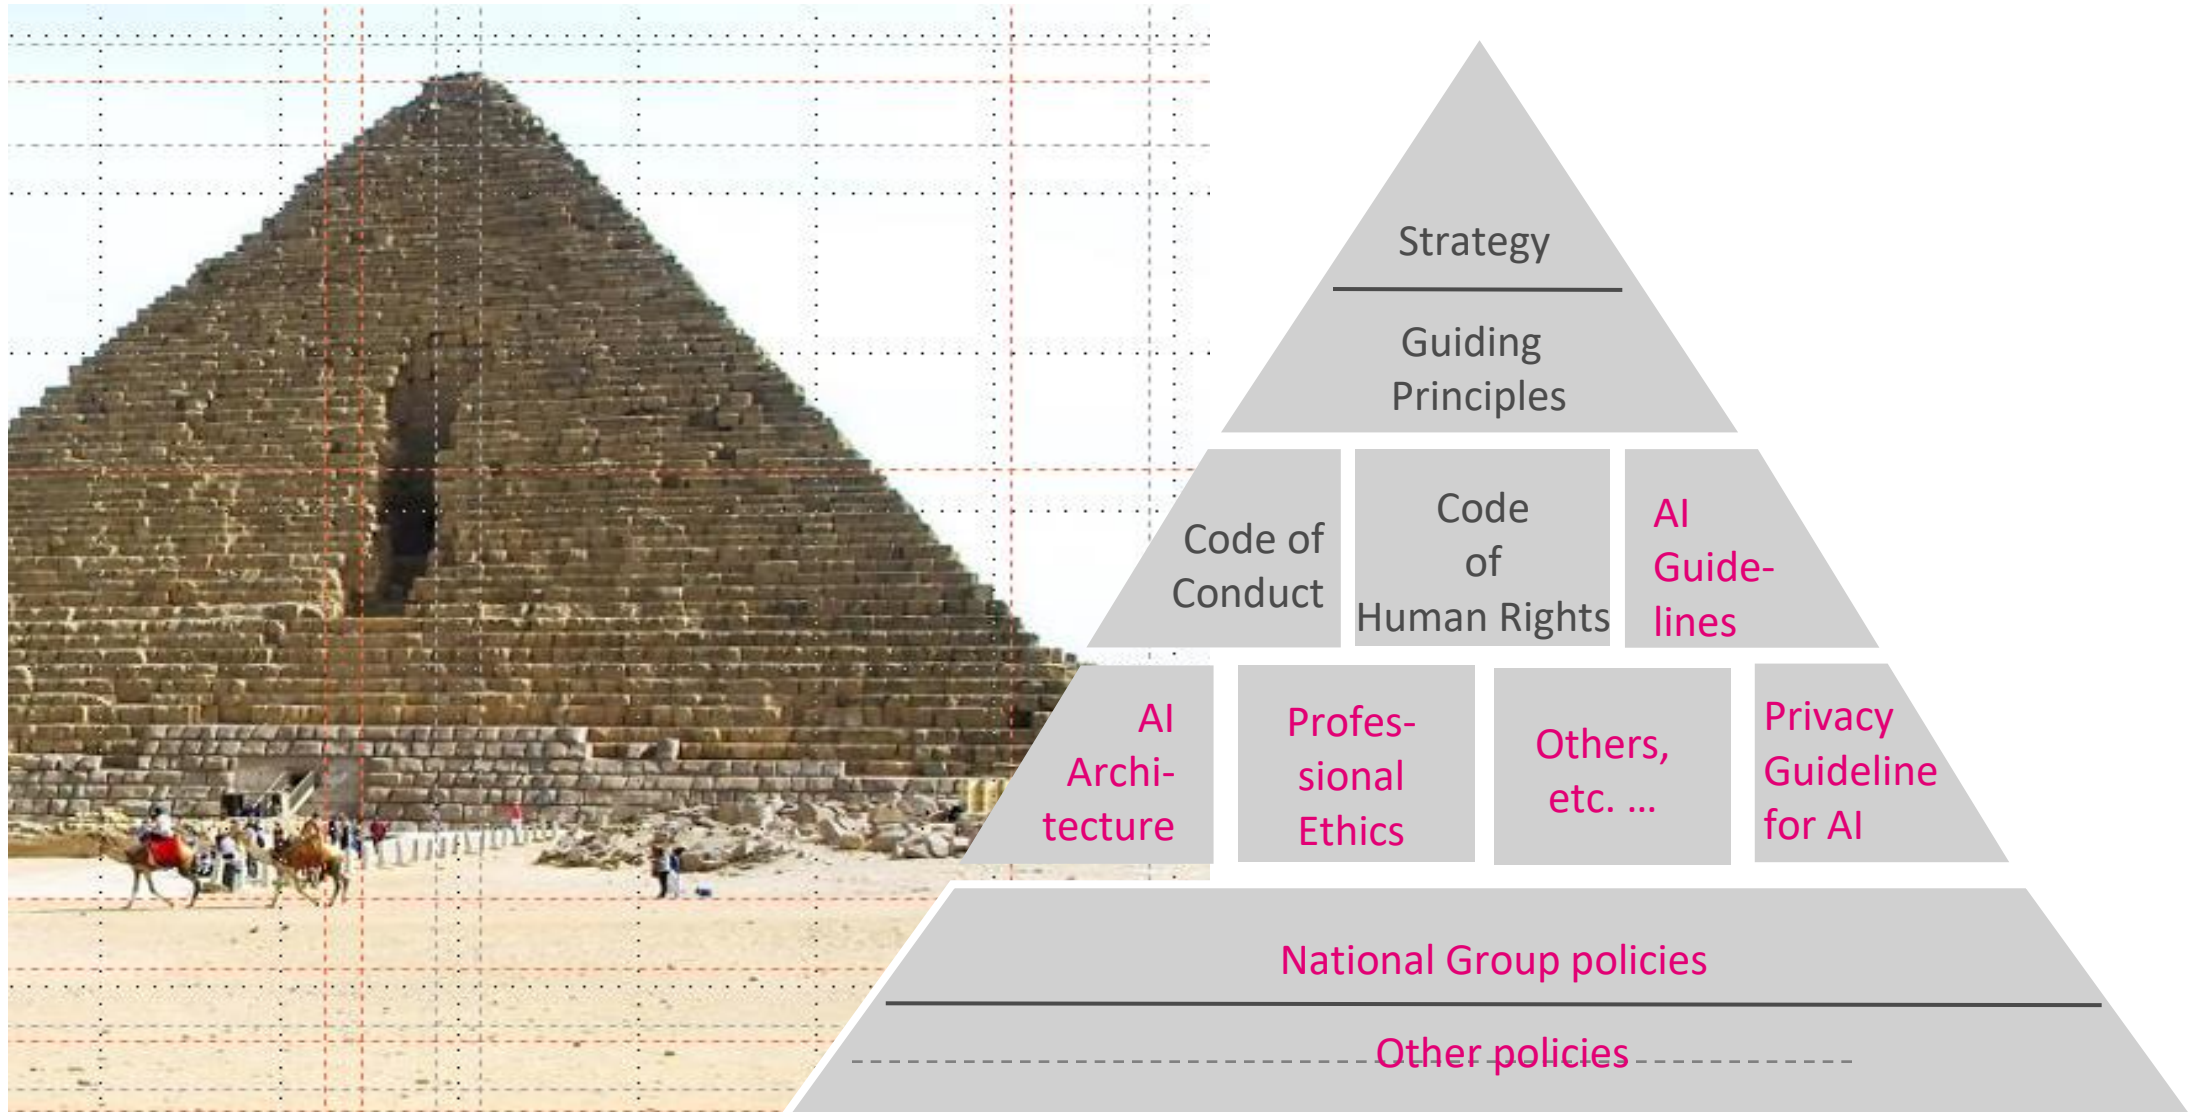 Strategy
Guiding
Principles
Code of
Conduct
Code
of
Human Rights
AI
Guide-
lines
AI
Archi-
tecture
Profes-
sional
Ethics
Others,
etc. ...
Privacy
Guideline
for AI
National Group policies
Other policies